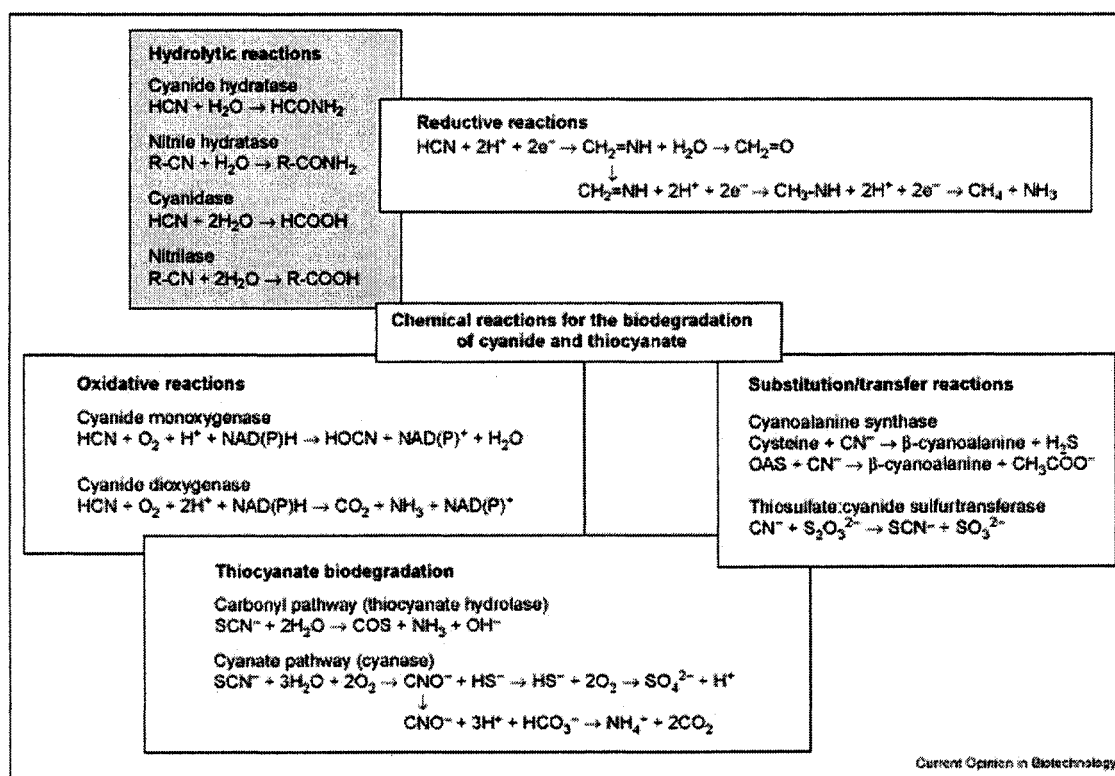 Hydrolytic reactions
Cyanide hydratase
HCN + H₂O → HCONH₂
Nitrile hydratase
R-CN + H₂O → R-CONH₂
Cyanidase
HCN + 2H₂O → HCOOH
Nitrilase
R-CN + 2H₂O → R-COOH
Reductive reactions
HCN + 2H⁺ + 2e⁻ → CH₂=NH + H₂O → CH₂=O
↓
CH₂=NH + 2H⁺ + 2e⁻ → CH₃-NH + 2H⁺ + 2e⁻ → CH₄ + NH₃
Chemical reactions for the biodegradation
of cyanide and thiocyanate
Oxidative reactions
Cyanide monoxygenase
HCN + O₂ + H⁺ + NAD(P)H → HOCN + NAD(P)⁺ + H₂O
Cyanide dioxygenase
HCN + O₂ + 2H⁺ + NAD(P)H → CO₂ + NH₃ + NAD(P)⁺
Substitution/transfer reactions
Cyanoalanine synthase
Cysteine + CN⁻ → β-cyanoalanine + H₂S
OAS + CN⁻ → β-cyanoalanine + CH₃COO⁻
Thiosulfate:cyanide sulfurtransferase
CN⁻ + S₂O₃²⁻ → SCN⁻ + SO₃²⁻
Thiocyanate biodegradation
Carbonyl pathway (thiocyanate hydrolase)
SCN⁻ + 2H₂O → COS + NH₃ + OH⁻
Cyanate pathway (cyanase)
SCN⁻ + 3H₂O + 2O₂ → CNO⁻ + HS⁻ → HS⁻ + 2O₂ → SO₄²⁻ + H⁺
↓
CNO⁻ + 3H⁺ + HCO₃⁻ → NH₄⁺ + 2CO₂
Current Opinion in Biotechnology